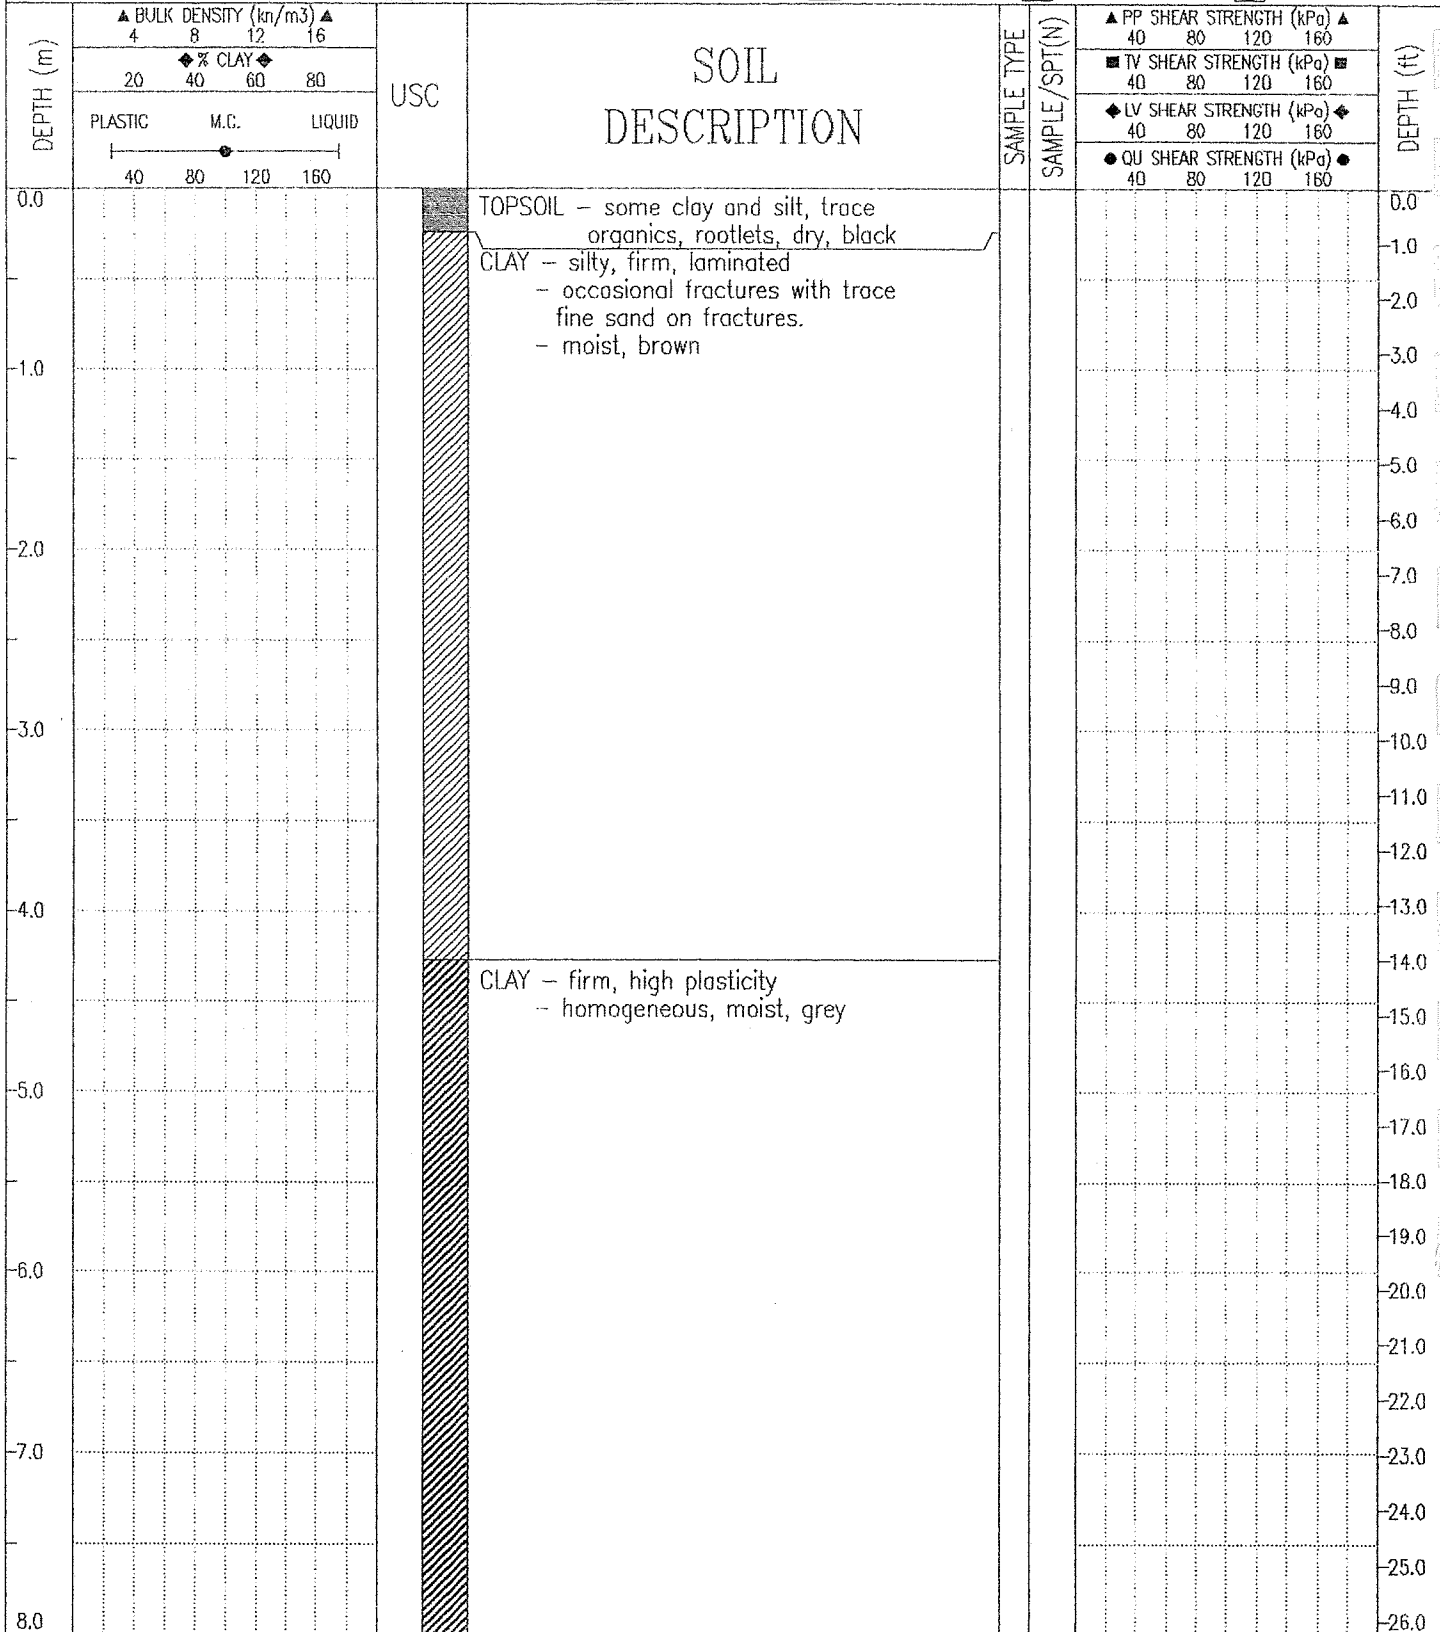 DEPTH (m)
▲ BULK DENSITY (kn/m3) ▲
4 8 12 16
◆ % CLAY ◆
20 40 60 80
PLASTIC M.C. LIQUID
40 80 120 160
USC
SOIL
DESCRIPTION
SAMPLE TYPE
SAMPLE/SPT(N)
▲ PP SHEAR STRENGTH (kPa) ▲
40 80 120 160
■ TV SHEAR STRENGTH (kPa) ■
40 80 120 160
◆ LV SHEAR STRENGTH (kPa) ◆
40 80 120 160
● QU SHEAR STRENGTH (kPa) ●
40 80 120 160
DEPTH (ft)
0.0
1.0
2.0
3.0
4.0
5.0
6.0
7.0
8.0
TOPSOIL – some clay and silt, trace
organics, rootlets, dry, black
CLAY – silty, firm, laminated
– occasional fractures with trace
fine sand on fractures.
– moist, brown
CLAY – firm, high plasticity
– homogeneous, moist, grey
0.0
1.0
2.0
3.0
4.0
5.0
6.0
7.0
8.0
9.0
10.0
11.0
12.0
13.0
14.0
15.0
16.0
17.0
18.0
19.0
20.0
21.0
22.0
23.0
24.0
25.0
26.0